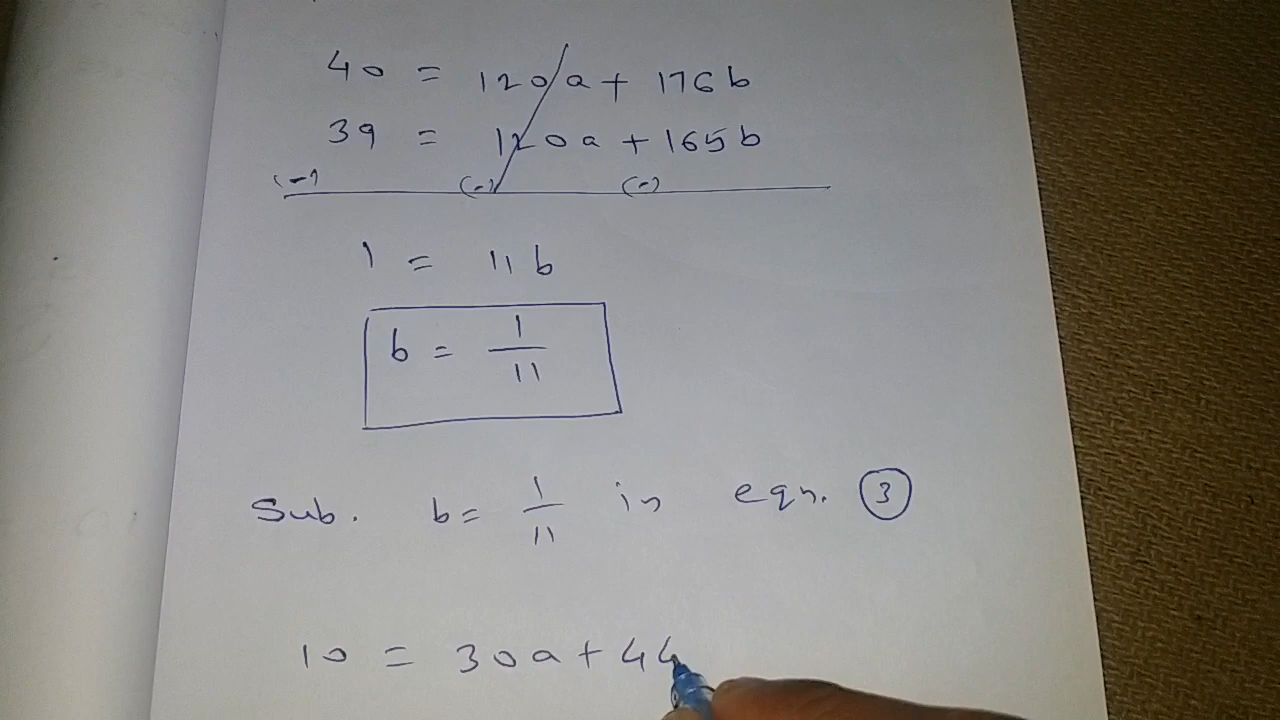 40 = 120a + 176b
39 = 120a + 165b
(-) (-) (-)
1 = 11b
b = 1/11
Sub. b = 1/11 in eqn. 3
10 = 30a + 44